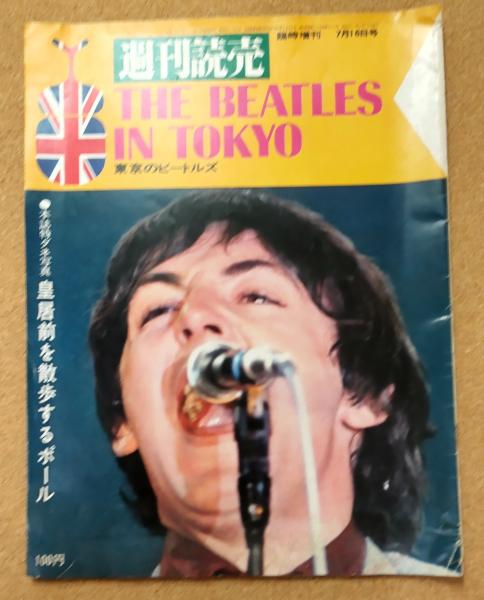 臨時増刊 7月16日号
週刊読売
THE BEATLES
IN TOKYO
東京のビートルズ
●本誌特ダネ写真 皇居前を散歩するポール
100円